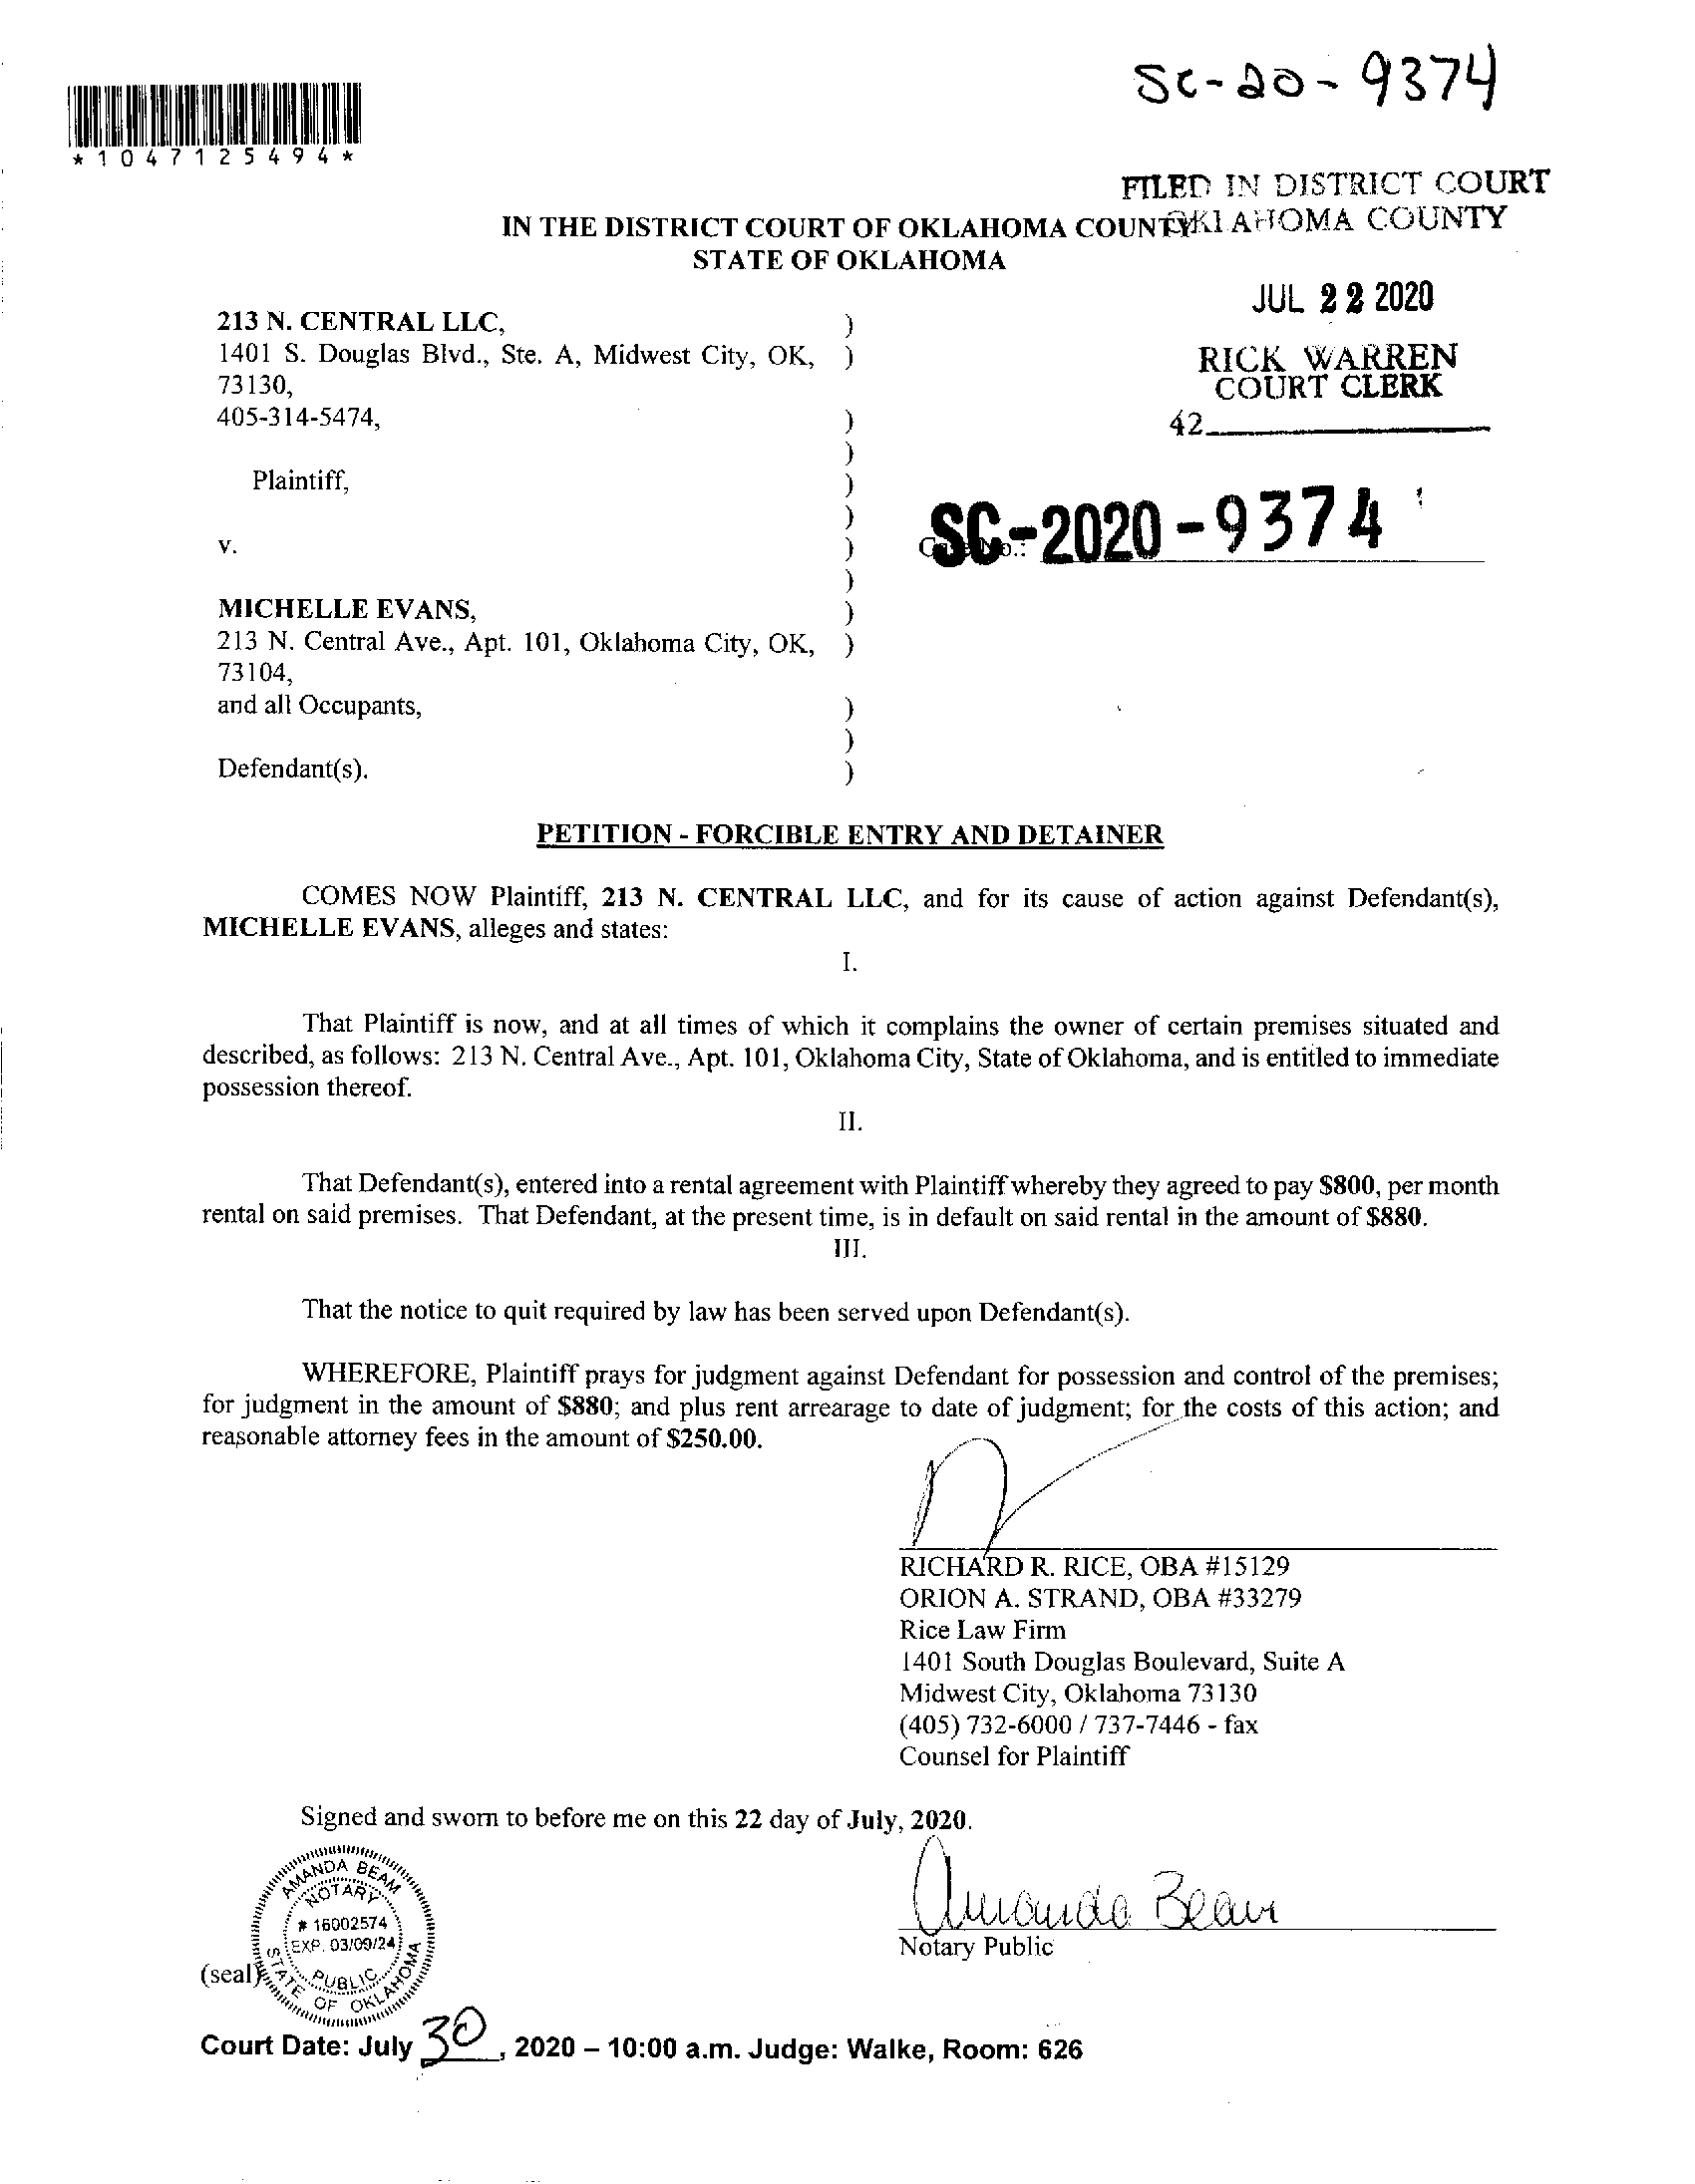 SC-20-9374
*1047125494*
FILED IN DISTRICT COURT
OKLAHOMA COUNTY
IN THE DISTRICT COURT OF OKLAHOMA COUNTY
STATE OF OKLAHOMA
JUL 22 2020
RICK WARREN
COURT CLERK
42
213 N. CENTRAL LLC, )
1401 S. Douglas Blvd., Ste. A, Midwest City, OK, )
73130,
405-314-5474, )
)
Plaintiff, )
)
v. )
Case No.: SC-2020-9374
)
MICHELLE EVANS, )
213 N. Central Ave., Apt. 101, Oklahoma City, OK, )
73104,
and all Occupants, )
)
Defendant(s). )
PETITION - FORCIBLE ENTRY AND DETAINER
COMES NOW Plaintiff, 213 N. CENTRAL LLC, and for its cause of action against Defendant(s),
MICHELLE EVANS, alleges and states:
I.
That Plaintiff is now, and at all times of which it complains the owner of certain premises situated and
described, as follows: 213 N. Central Ave., Apt. 101, Oklahoma City, State of Oklahoma, and is entitled to immediate
possession thereof.
II.
That Defendant(s), entered into a rental agreement with Plaintiff whereby they agreed to pay $800, per month
rental on said premises. That Defendant, at the present time, is in default on said rental in the amount of $880.
III.
That the notice to quit required by law has been served upon Defendant(s).
WHEREFORE, Plaintiff prays for judgment against Defendant for possession and control of the premises;
for judgment in the amount of $880; and plus rent arrearage to date of judgment; for the costs of this action; and
reasonable attorney fees in the amount of $250.00.
RICHARD R. RICE, OBA #15129
ORION A. STRAND, OBA #33279
Rice Law Firm
1401 South Douglas Boulevard, Suite A
Midwest City, Oklahoma 73130
(405) 732-6000 / 737-7446 - fax
Counsel for Plaintiff
Signed and sworn to before me on this 22 day of July, 2020.
Amanda Beam
Notary Public
AMANDA BEAM
NOTARY
# 16002574
EXP. 03/09/24
PUBLIC
STATE OF OKLAHOMA
(seal)
Court Date: July 30, 2020 – 10:00 a.m. Judge: Walke, Room: 626